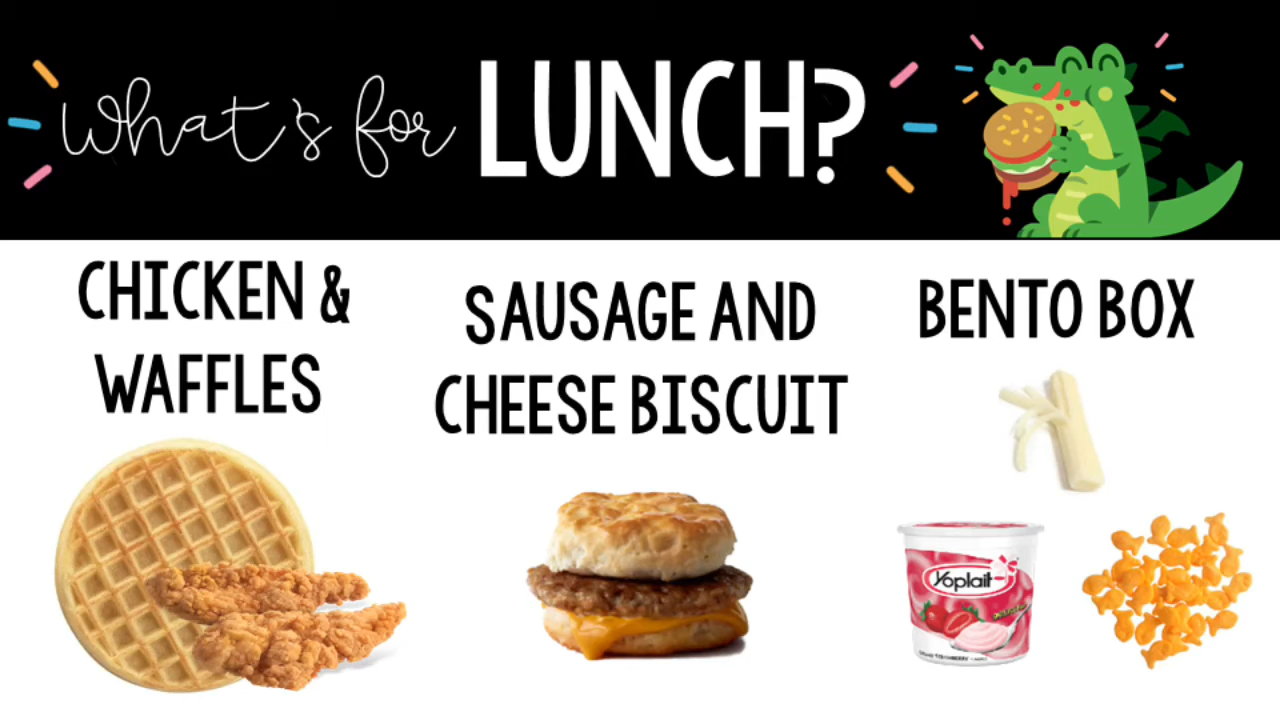 What's for LUNCH?
CHICKEN &
WAFFLES
SAUSAGE AND
CHEESE BISCUIT
BENTO BOX
Yoplait